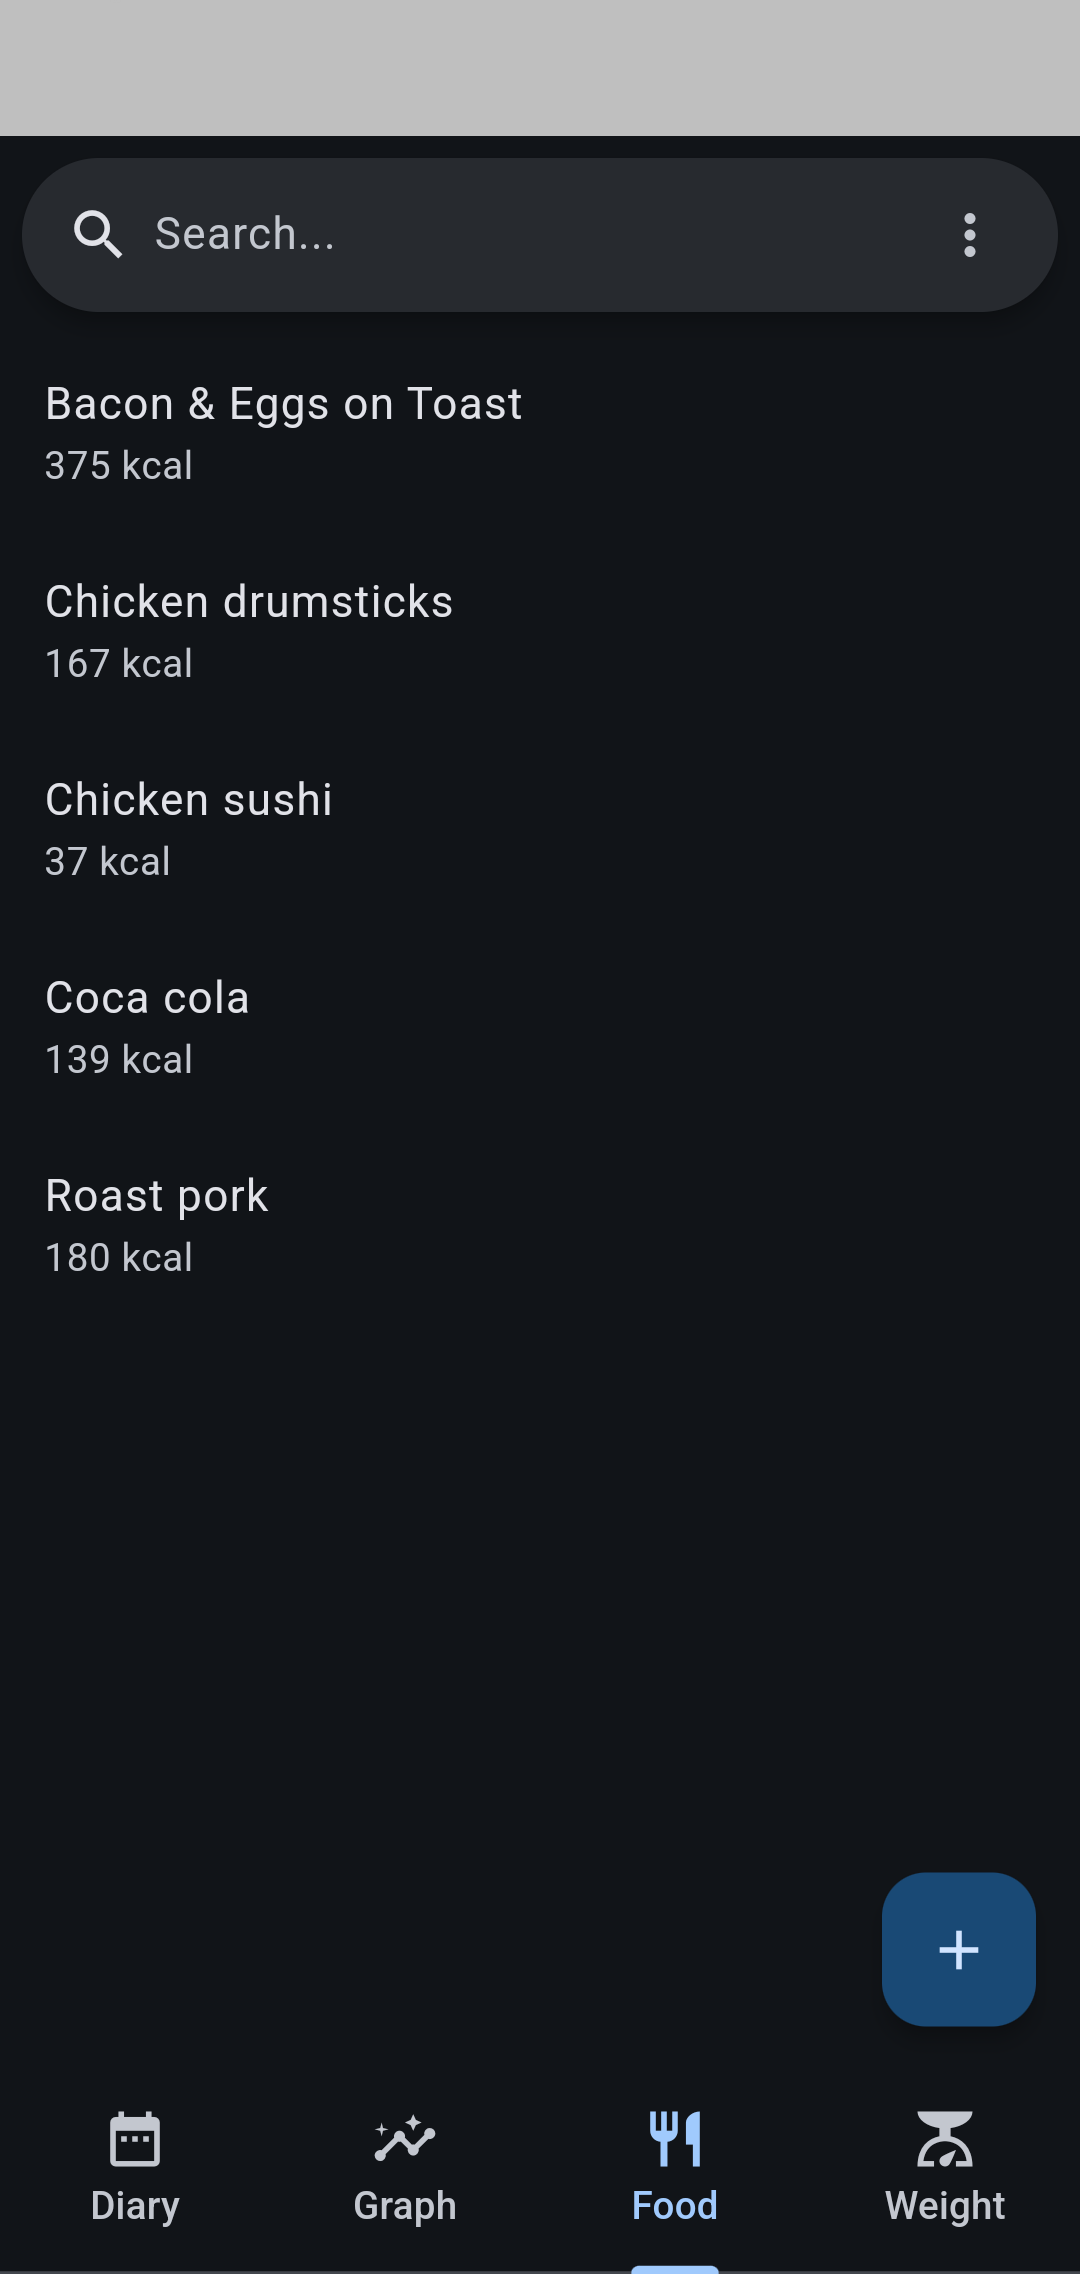 Search...
Bacon & Eggs on Toast
375 kcal
Chicken drumsticks
167 kcal
Chicken sushi
37 kcal
Coca cola
139 kcal
Roast pork
180 kcal
Diary
Graph
Food
Weight